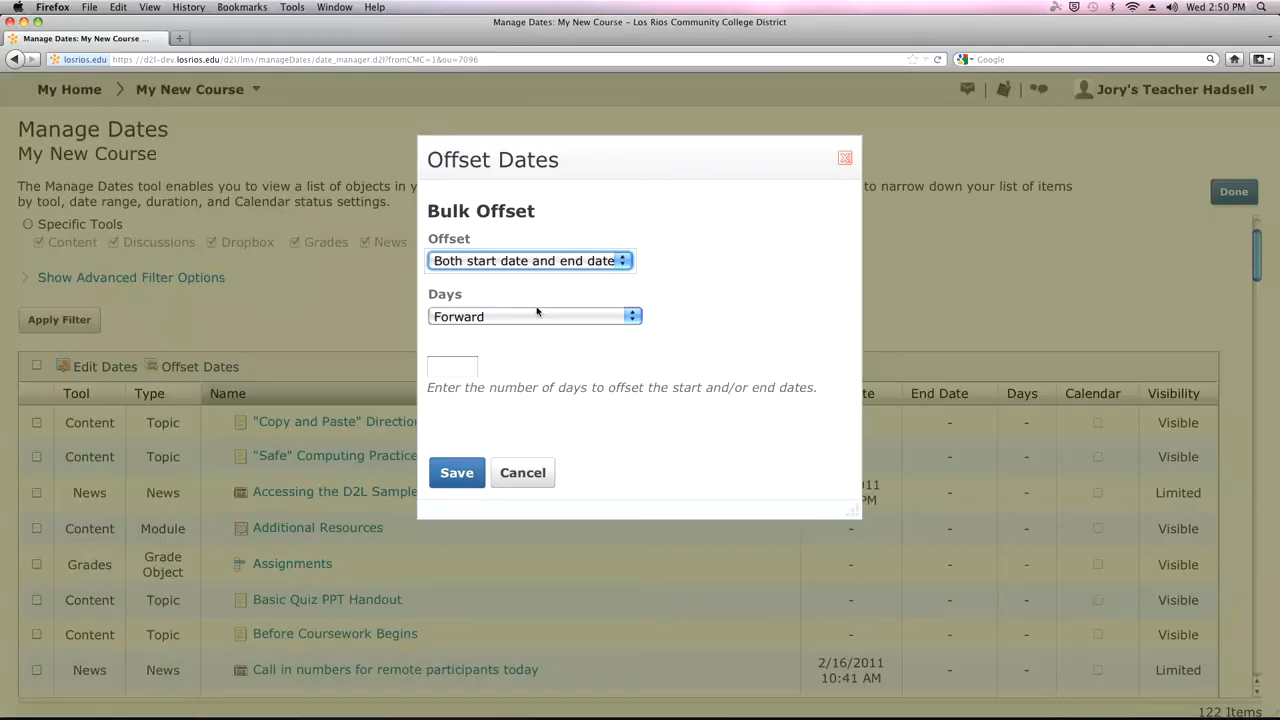 Firefox File Edit View History Bookmarks Tools Window Help Wed 2:50 PM
Manage Dates: My New Course – Los Rios Community College District
Manage Dates: My New Course ...
losrios.edu https://d2l-dev.losrios.edu/d2l/lms/manageDates/date_manager.d2l?fromCMC=1&ou=7096 Google
My Home My New Course Jory's Teacher Hadsell
Manage Dates
My New Course
The Manage Dates tool enables you to view a list of objects in y to narrow down your list of items
by tool, date range, duration, and Calendar status settings.
Done
Specific Tools
Content Discussions Dropbox Grades News
Show Advanced Filter Options
Apply Filter
Offset Dates
Bulk Offset
Offset
Both start date and end date
Days
Forward
Enter the number of days to offset the start and/or end dates.
Save Cancel
Edit Dates Offset Dates
Tool Type Name te End Date Days Calendar Visibility
Content Topic "Copy and Paste" Directio - - Visible
Content Topic "Safe" Computing Practice - - Visible
News News Accessing the D2L Sample 11 PM - - Limited
Content Module Additional Resources - - - Visible
Grades Grade Object Assignments - - - Visible
Content Topic Basic Quiz PPT Handout - - - Visible
Content Topic Before Coursework Begins - - - Visible
News News Call in numbers for remote participants today 2/16/2011 10:41 AM - - Limited
122 Items